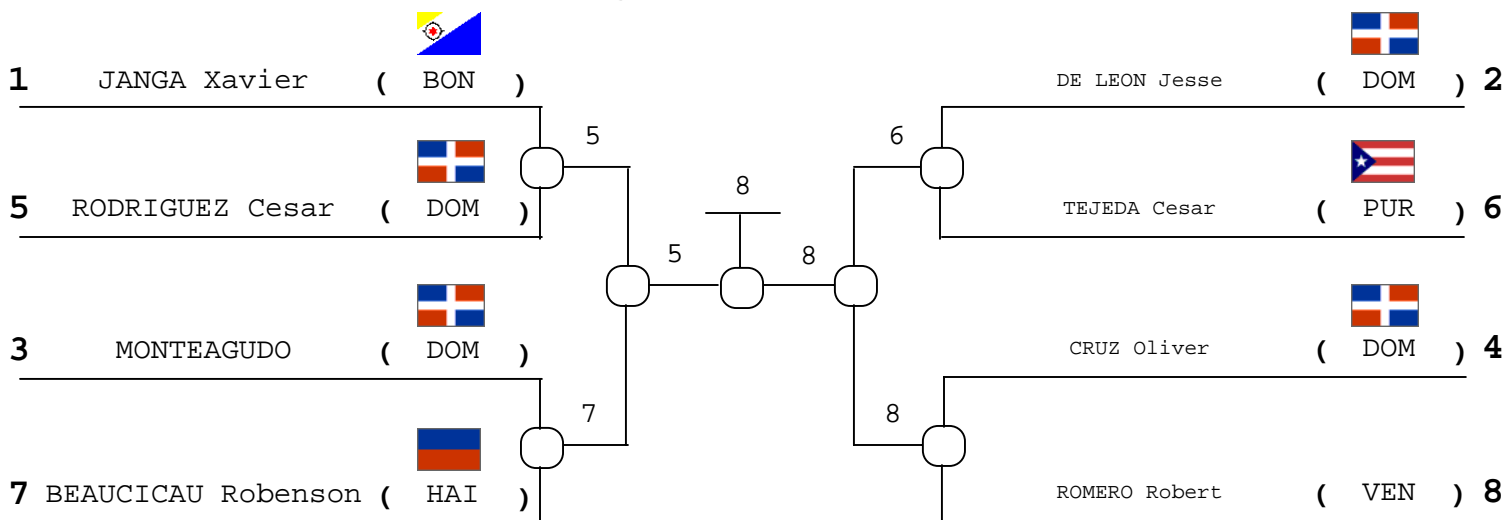 1 JANGA Xavier ( BON ) DE LEON Jesse ( DOM ) 2
5 6
5 RODRIGUEZ Cesar ( DOM ) 8 TEJEDA Cesar ( PUR ) 6
5 8
3 MONTEAGUDO ( DOM ) CRUZ Oliver ( DOM ) 4
7 8
7 BEAUCICAU Robenson ( HAI ) ROMERO Robert ( VEN ) 8